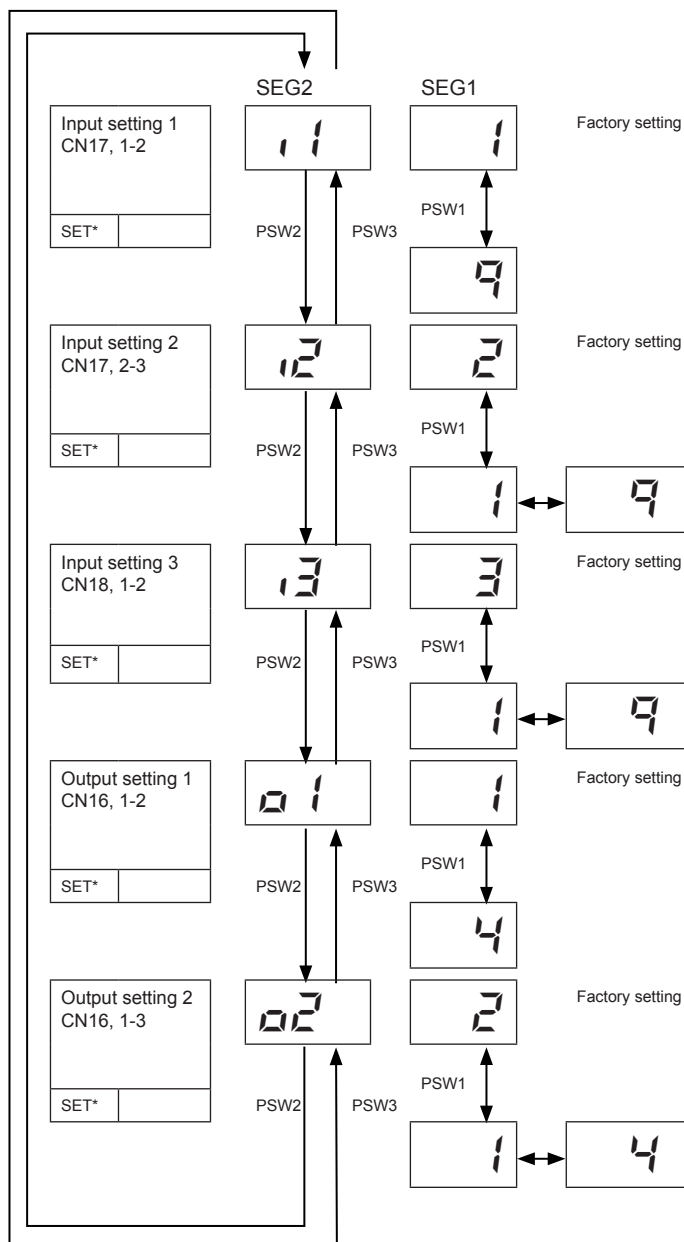 SEG2 SEG1
Input setting 1
CN17, 1-2
SET*
i1
1
Factory setting
PSW2 PSW3 PSW1
9
Input setting 2
CN17, 2-3
SET*
i2
2
Factory setting
PSW2 PSW3 PSW1
1 9
Input setting 3
CN18, 1-2
SET*
i3
3
Factory setting
PSW2 PSW3 PSW1
1 9
Output setting 1
CN16, 1-2
SET*
o1
1
Factory setting
PSW2 PSW3 PSW1
4
Output setting 2
CN16, 1-3
SET*
o2
2
Factory setting
PSW2 PSW3 PSW1
1 4